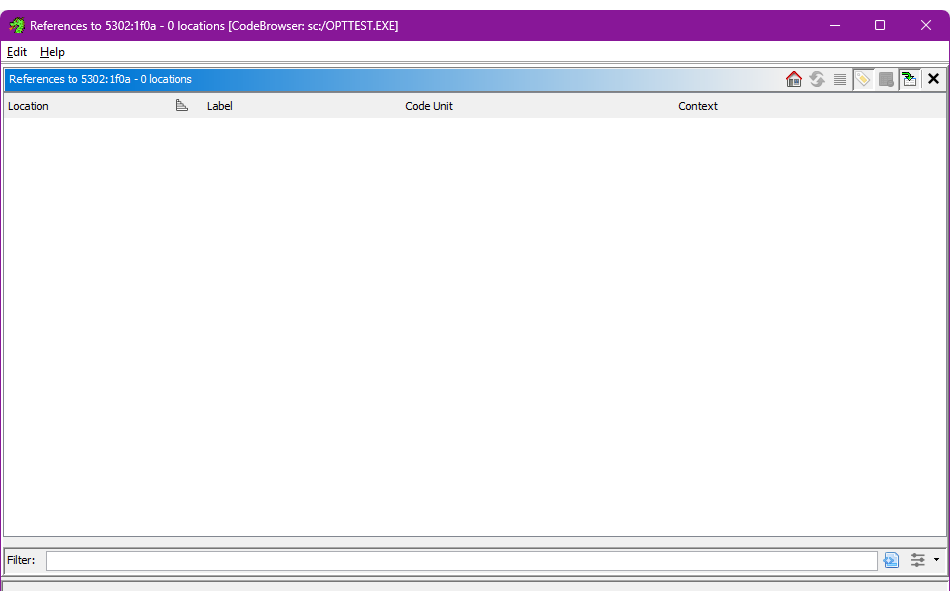 References to 5302:1f0a - 0 locations [CodeBrowser: sc:/OPTTEST.EXE]
Edit Help
References to 5302:1f0a - 0 locations
Location Label Code Unit Context
Filter: